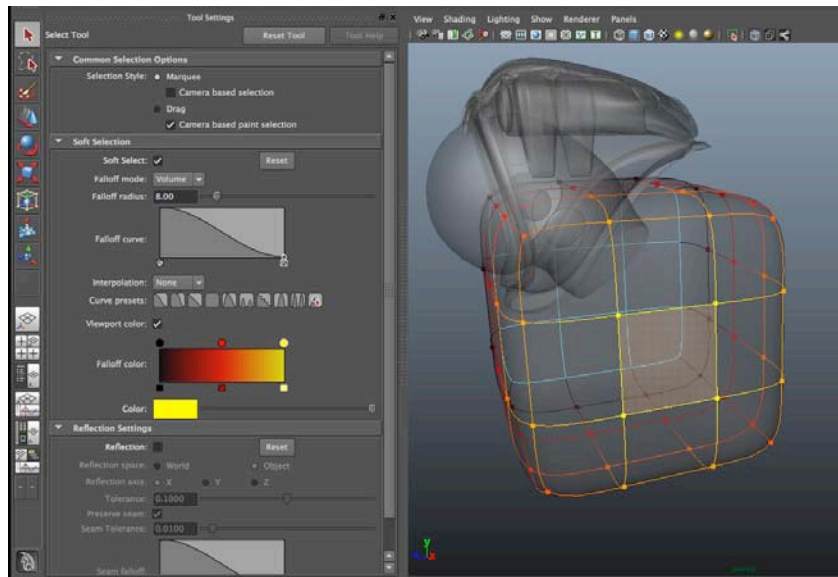 Tool Settings
View Shading Lighting Show Renderer Panels
Select Tool
Reset Tool
Tool Help
Common Selection Options
Selection Style: Marquee
Camera based selection
Drag
Camera based paint selection
Soft Selection
Soft Select:
Reset
Falloff mode: Volume
Falloff radius: 8.00
Falloff curve:
Interpolation: None
Curve presets:
Viewport color:
Falloff color:
Color:
Reflection Settings
Reflection:
Reset
Reflection space: World Object
Reflection axis: X Y Z
Tolerance: 0.1000
Preserve seam:
Seam Tolerance: 0.0100
Seam falloff:
y
x